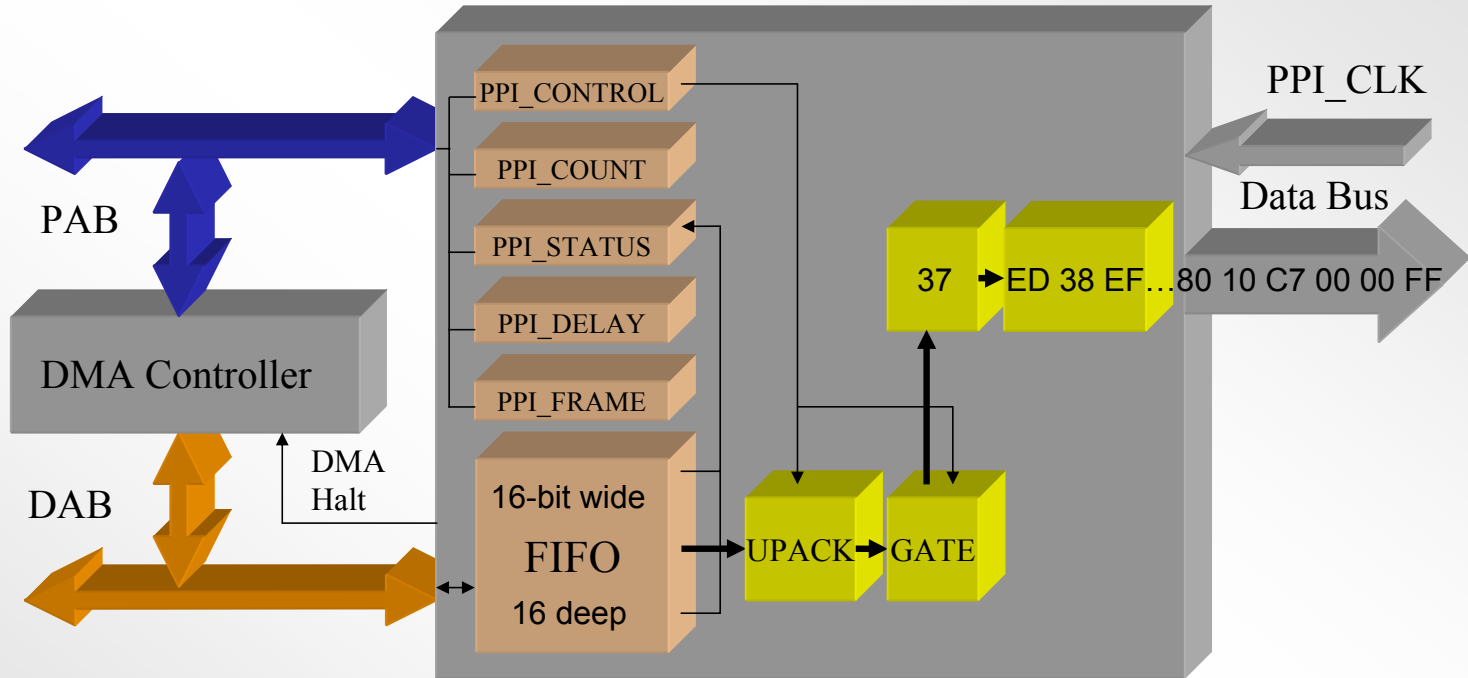 PPI_CONTROL
PPI_CLK
PPI_COUNT
Data Bus
PAB
PPI_STATUS
37
ED 38 EF…80 10 C7 00 00 FF
PPI_DELAY
DMA Controller
PPI_FRAME
DMA
Halt
DAB
16-bit wide
FIFO
16 deep
UPACK
GATE